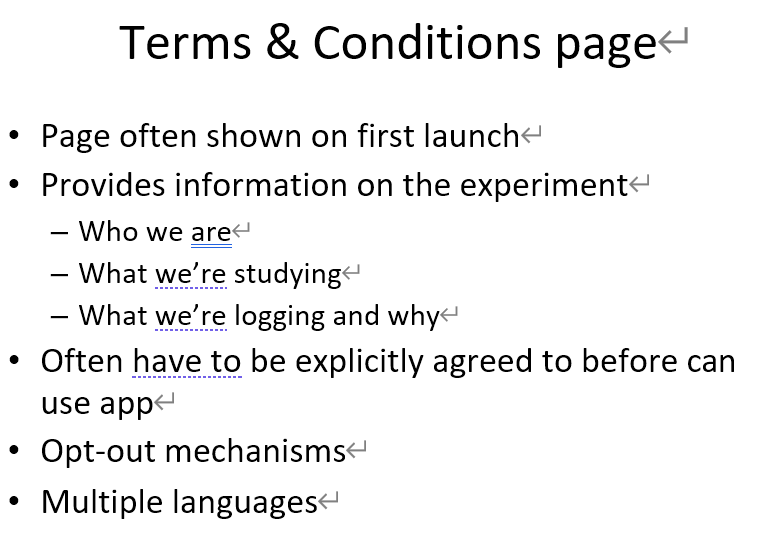 Terms & Conditions page↵
• Page often shown on first launch↵
• Provides information on the experiment↵
– Who we are↵
– What we’re studying↵
– What we’re logging and why↵
• Often have to be explicitly agreed to before can
use app↵
• Opt-out mechanisms↵
• Multiple languages↵